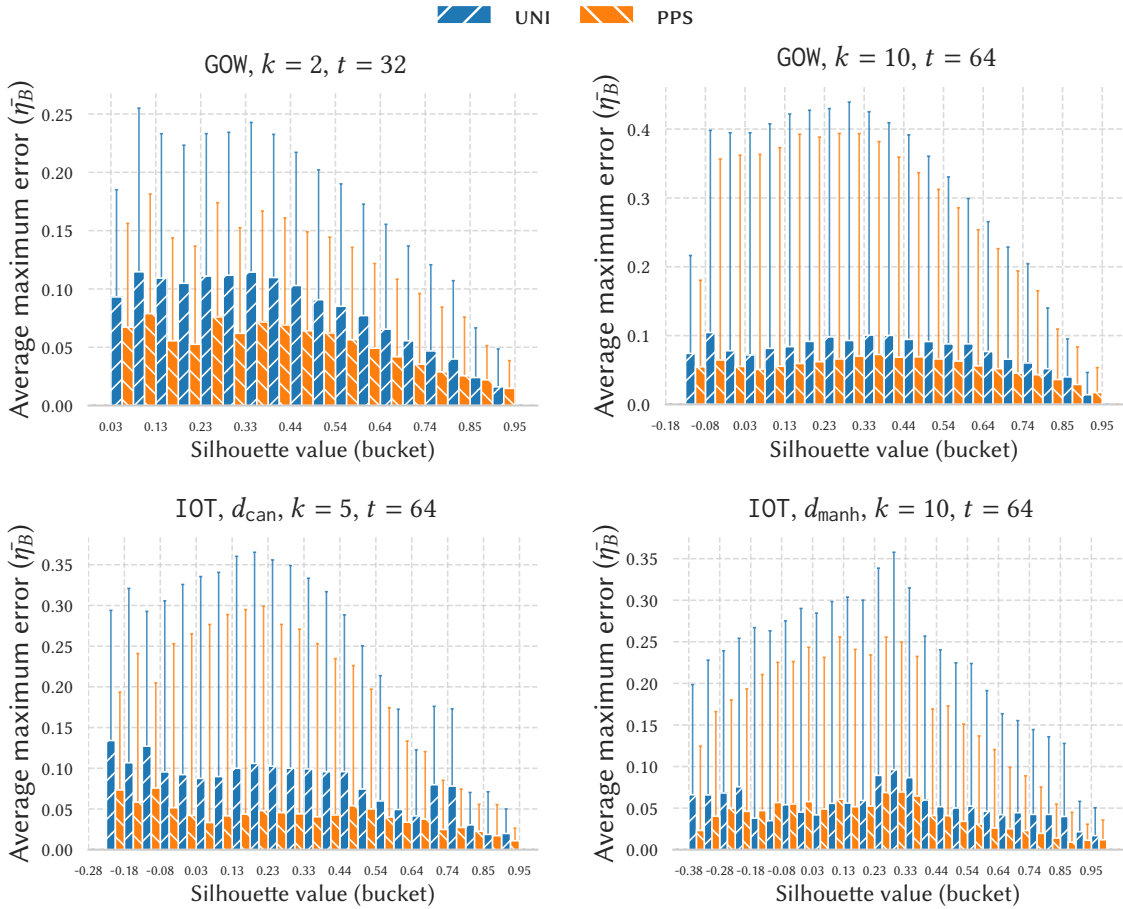 UNI PPS
GOW, k = 2, t = 32
Average maximum error (η̄_B)
0.25
0.20
0.15
0.10
0.05
0.00
0.03 0.13 0.23 0.33 0.44 0.54 0.64 0.74 0.85 0.95
Silhouette value (bucket)
GOW, k = 10, t = 64
Average maximum error (η̄_B)
0.4
0.3
0.2
0.1
0.0
-0.18 -0.08 0.03 0.13 0.23 0.33 0.44 0.54 0.64 0.74 0.85 0.95
Silhouette value (bucket)
IOT, d_can, k = 5, t = 64
Average maximum error (η̄_B)
0.35
0.30
0.25
0.20
0.15
0.10
0.05
0.00
-0.28 -0.18 -0.08 0.03 0.13 0.23 0.33 0.44 0.54 0.64 0.74 0.85 0.95
Silhouette value (bucket)
IOT, d_manh, k = 10, t = 64
Average maximum error (η̄_B)
0.35
0.30
0.25
0.20
0.15
0.10
0.05
0.00
-0.38 -0.28 -0.18 -0.08 0.03 0.13 0.23 0.33 0.44 0.54 0.64 0.74 0.85 0.95
Silhouette value (bucket)